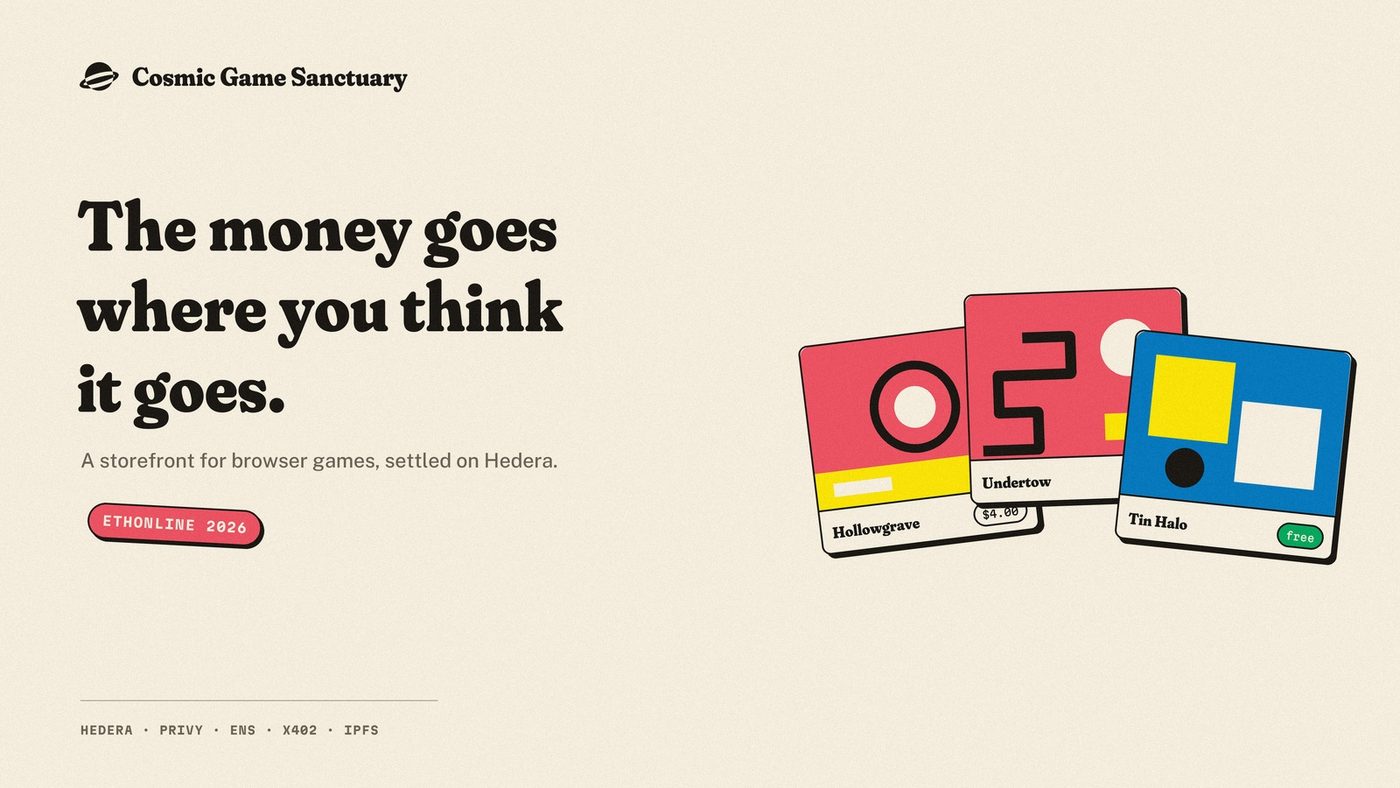 Cosmic Game Sanctuary
The money goes
where you think
it goes.
A storefront for browser games, settled on Hedera.
ETHONLINE 2026
Hollowgrave
$4.00
Undertow
Tin Halo
free
HEDERA · PRIVY · ENS · X402 · IPFS